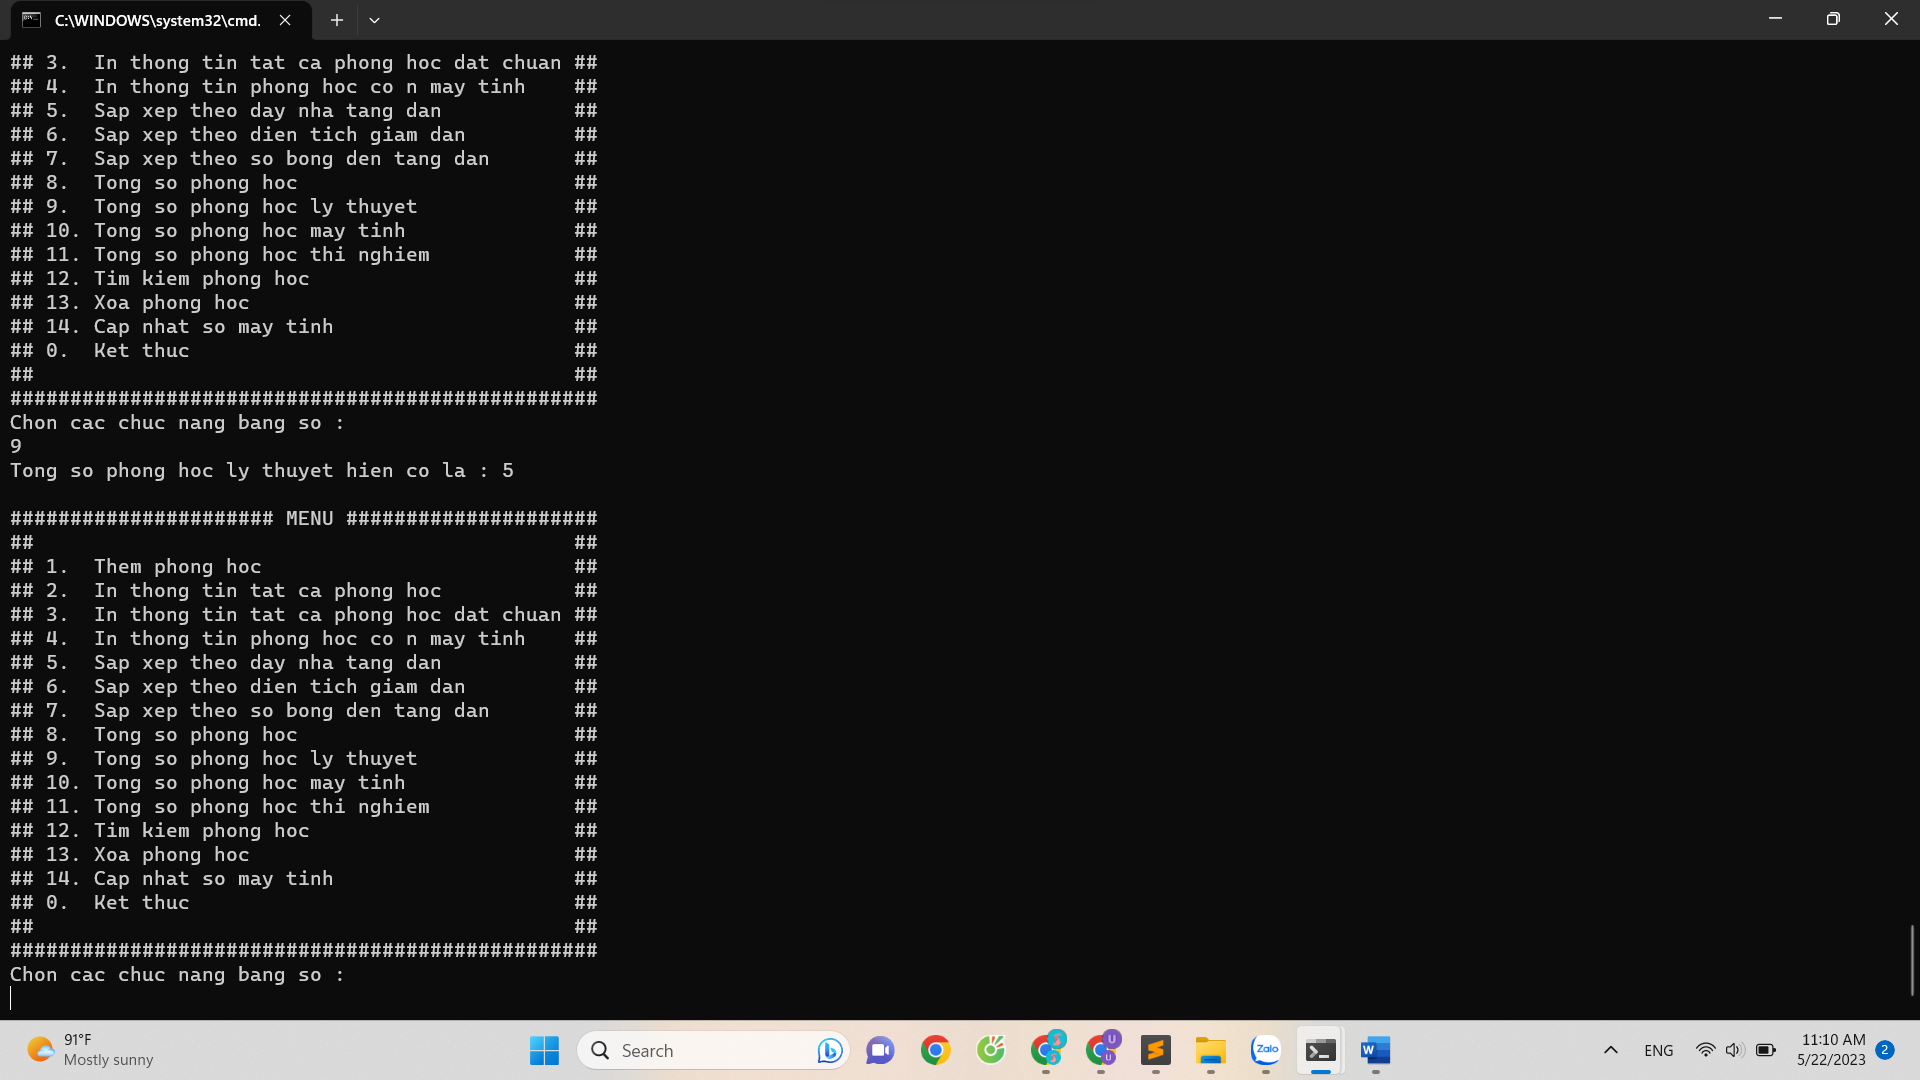 C:\WINDOWS\system32\cmd.
## 3.  In thong tin tat ca phong hoc dat chuan ##
## 4.  In thong tin phong hoc co n may tinh    ##
## 5.  Sap xep theo day nha tang dan           ##
## 6.  Sap xep theo dien tich giam dan         ##
## 7.  Sap xep theo so bong den tang dan       ##
## 8.  Tong so phong hoc                       ##
## 9.  Tong so phong hoc ly thuyet             ##
## 10. Tong so phong hoc may tinh              ##
## 11. Tong so phong hoc thi nghiem            ##
## 12. Tim kiem phong hoc                      ##
## 13. Xoa phong hoc                           ##
## 14. Cap nhat so may tinh                    ##
## 0.  Ket thuc                                ##
##                                             ##
#################################################
Chon cac chuc nang bang so :
9
Tong so phong hoc ly thuyet hien co la : 5
###################### MENU #####################
##                                             ##
## 1.  Them phong hoc                          ##
## 2.  In thong tin tat ca phong hoc           ##
## 3.  In thong tin tat ca phong hoc dat chuan ##
## 4.  In thong tin phong hoc co n may tinh    ##
## 5.  Sap xep theo day nha tang dan           ##
## 6.  Sap xep theo dien tich giam dan         ##
## 7.  Sap xep theo so bong den tang dan       ##
## 8.  Tong so phong hoc                       ##
## 9.  Tong so phong hoc ly thuyet             ##
## 10. Tong so phong hoc may tinh              ##
## 11. Tong so phong hoc thi nghiem            ##
## 12. Tim kiem phong hoc                      ##
## 13. Xoa phong hoc                           ##
## 14. Cap nhat so may tinh                    ##
## 0.  Ket thuc                                ##
##                                             ##
#################################################
Chon cac chuc nang bang so :
91°F
Mostly sunny
Search
U
U
Zalo
W
ENG
11:10 AM
5/22/2023
2